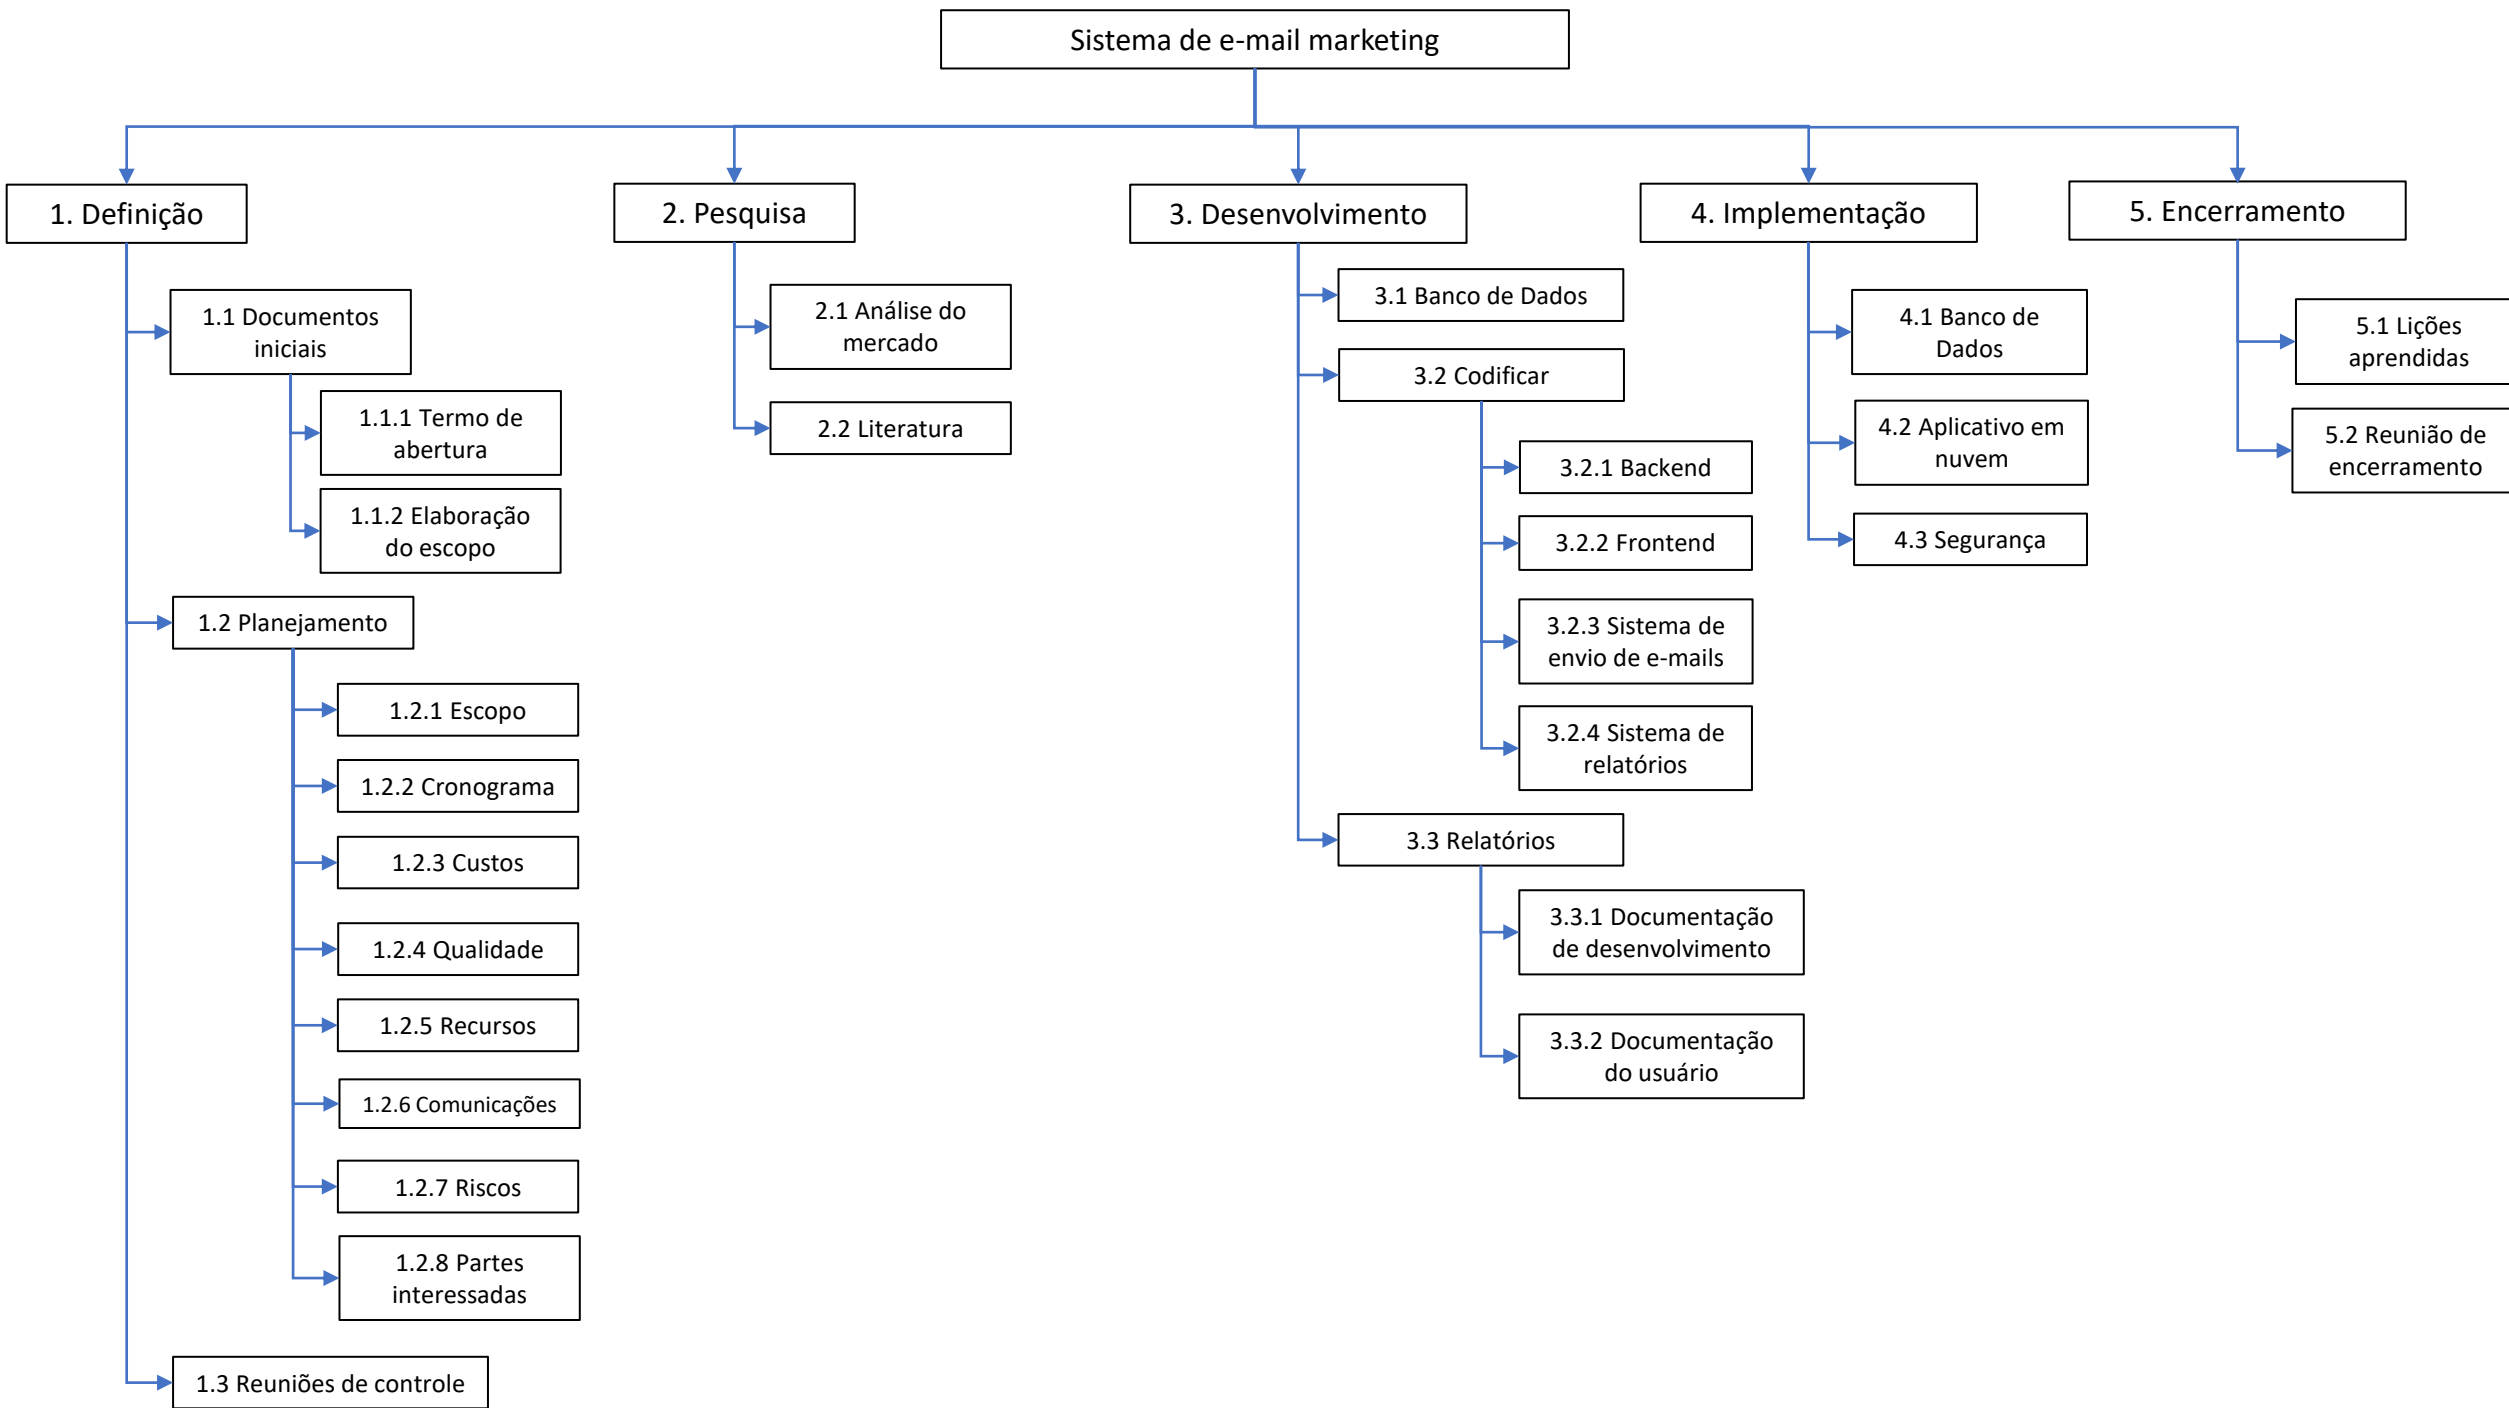 Sistema de e-mail marketing
1. Definição
1.1 Documentos
iniciais
1.1.1 Termo de
abertura
1.1.2 Elaboração
do escopo
1.2 Planejamento
1.2.1 Escopo
1.2.2 Cronograma
1.2.3 Custos
1.2.4 Qualidade
1.2.5 Recursos
1.2.6 Comunicações
1.2.7 Riscos
1.2.8 Partes
interessadas
1.3 Reuniões de controle
2. Pesquisa
2.1 Análise do
mercado
2.2 Literatura
3. Desenvolvimento
3.1 Banco de Dados
3.2 Codificar
3.2.1 Backend
3.2.2 Frontend
3.2.3 Sistema de
envio de e-mails
3.2.4 Sistema de
relatórios
3.3 Relatórios
3.3.1 Documentação
de desenvolvimento
3.3.2 Documentação
do usuário
4. Implementação
4.1 Banco de
Dados
4.2 Aplicativo em
nuvem
4.3 Segurança
5. Encerramento
5.1 Lições
aprendidas
5.2 Reunião de
encerramento